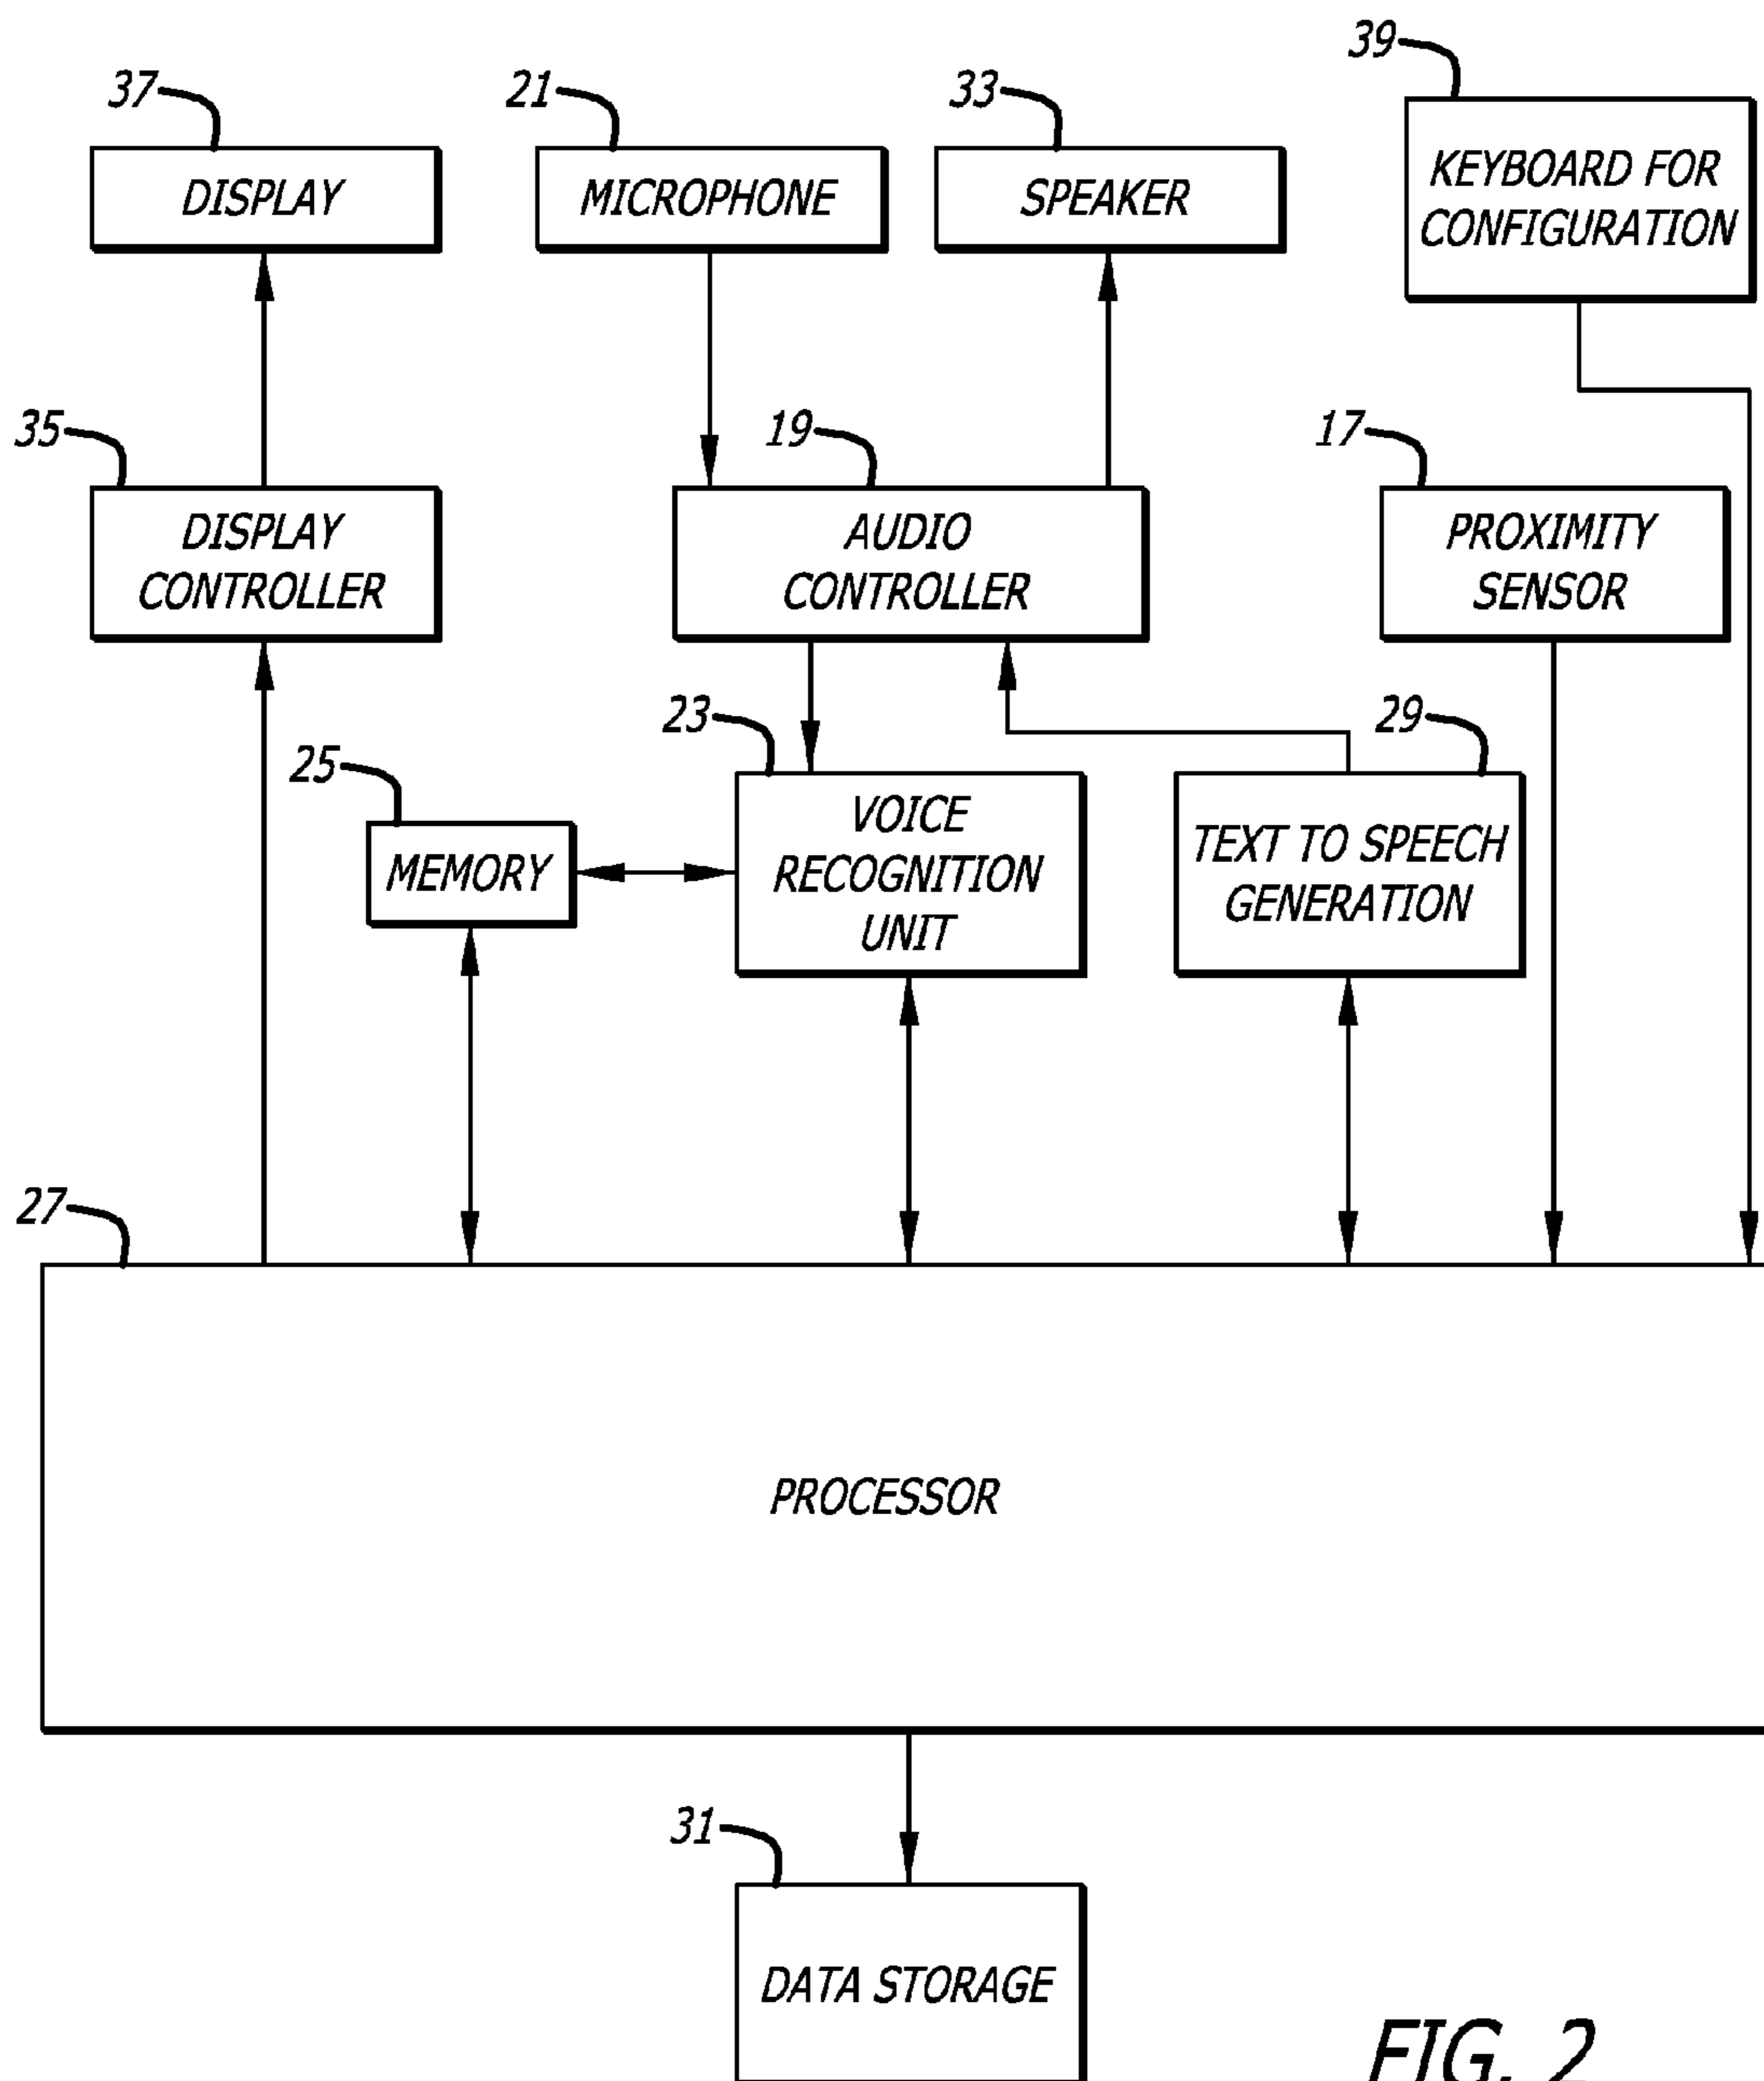 39
37
21
33
KEYBOARD FOR
CONFIGURATION
DISPLAY
MICROPHONE
SPEAKER
35
19
17
DISPLAY
CONTROLLER
AUDIO
CONTROLLER
PROXIMITY
SENSOR
23
29
25
VOICE
RECOGNITION
UNIT
TEXT TO SPEECH
GENERATION
MEMORY
27
PROCESSOR
31
DATA STORAGE
FIG. 2